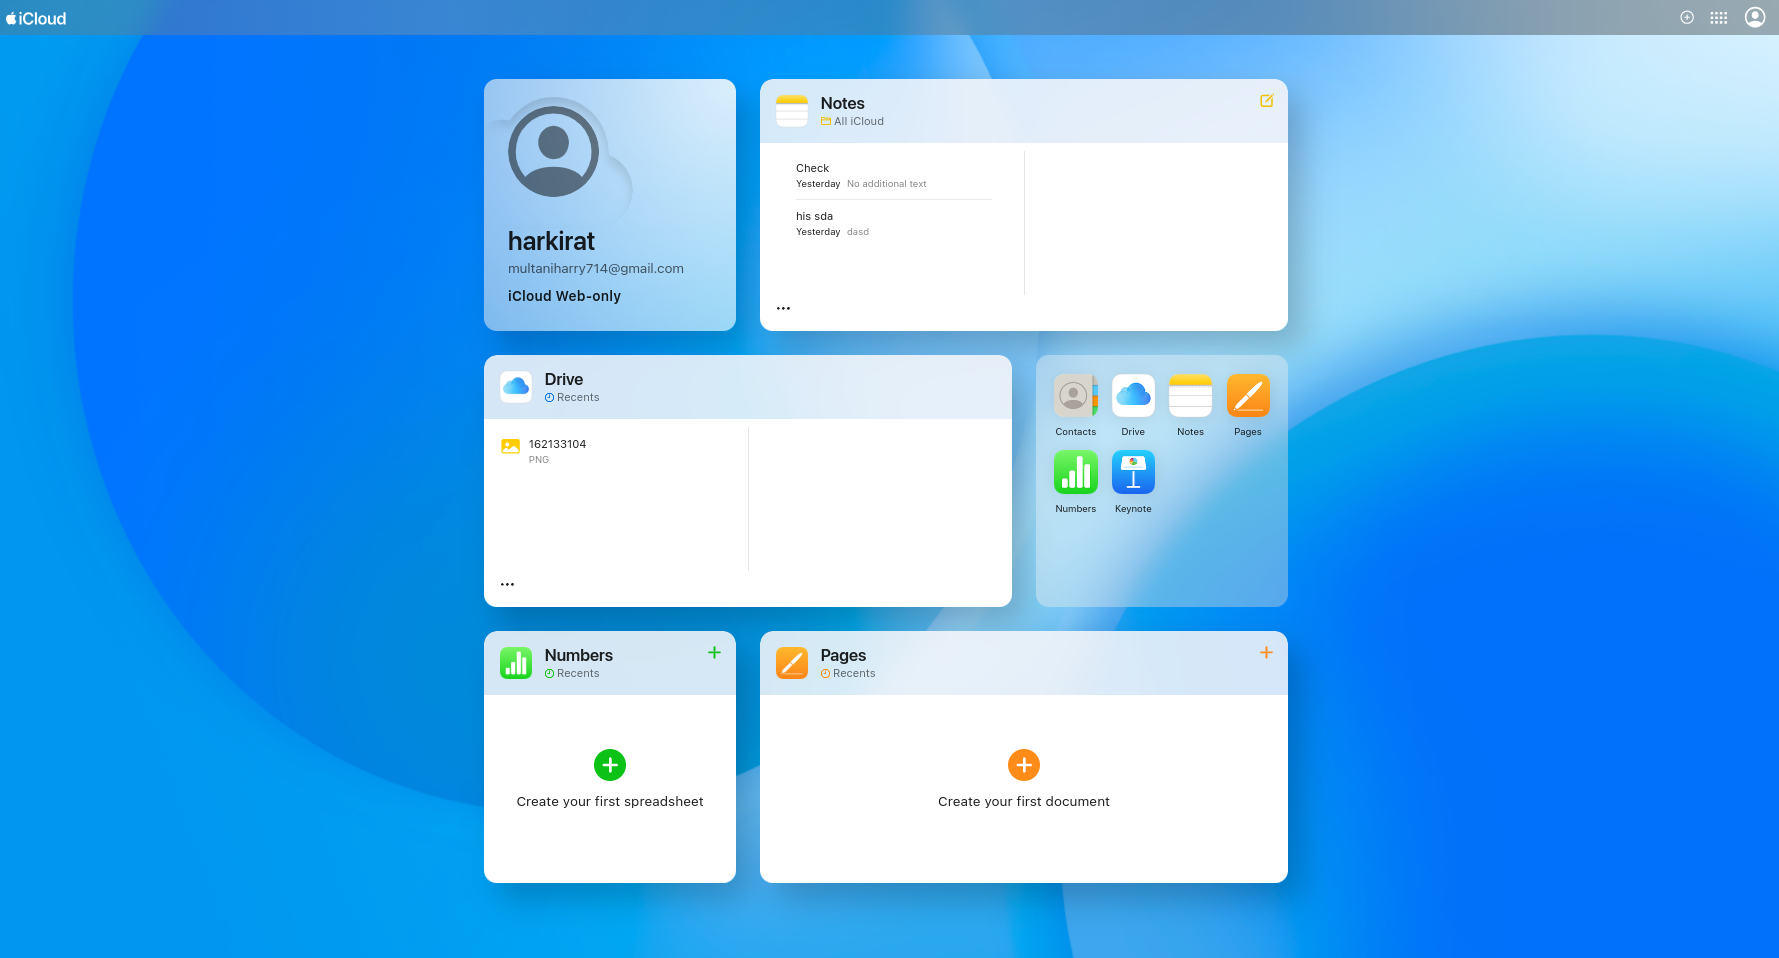 iCloud
harkirat
multaniharry714@gmail.com
iCloud Web-only
Notes
All iCloud
Check
Yesterday No additional text
his sda
Yesterday dasd
Drive
Recents
162133104
PNG
Contacts Drive Notes Pages
Numbers Keynote
Numbers
Recents
Create your first spreadsheet
Pages
Recents
Create your first document